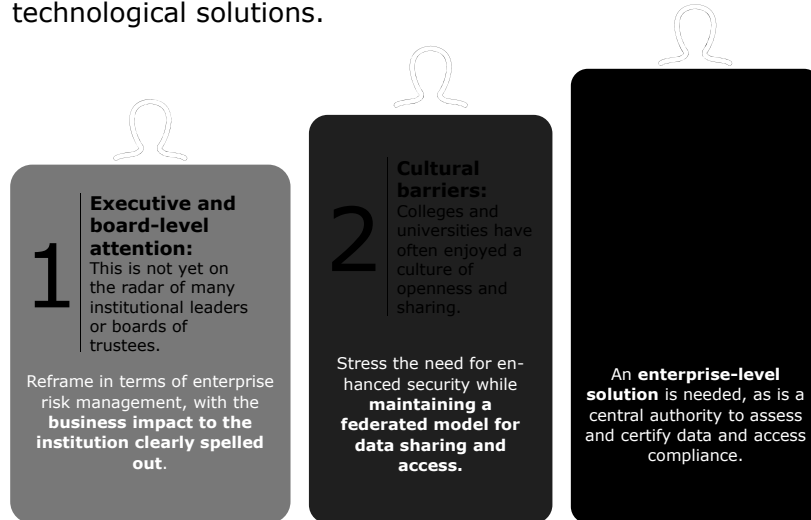 technological solutions.
1
Executive and
board-level
attention:
This is not yet on
the radar of many
institutional leaders
or boards of
trustees.
Reframe in terms of enterprise
risk management, with the
business impact to the
institution clearly spelled
out.
2
Cultural
barriers:
Colleges and
universities have
often enjoyed a
culture of
openness and
sharing.
Stress the need for en-
hanced security while
maintaining a
federated model for
data sharing and
access.
An enterprise-level
solution is needed, as is a
central authority to assess
and certify data and access
compliance.